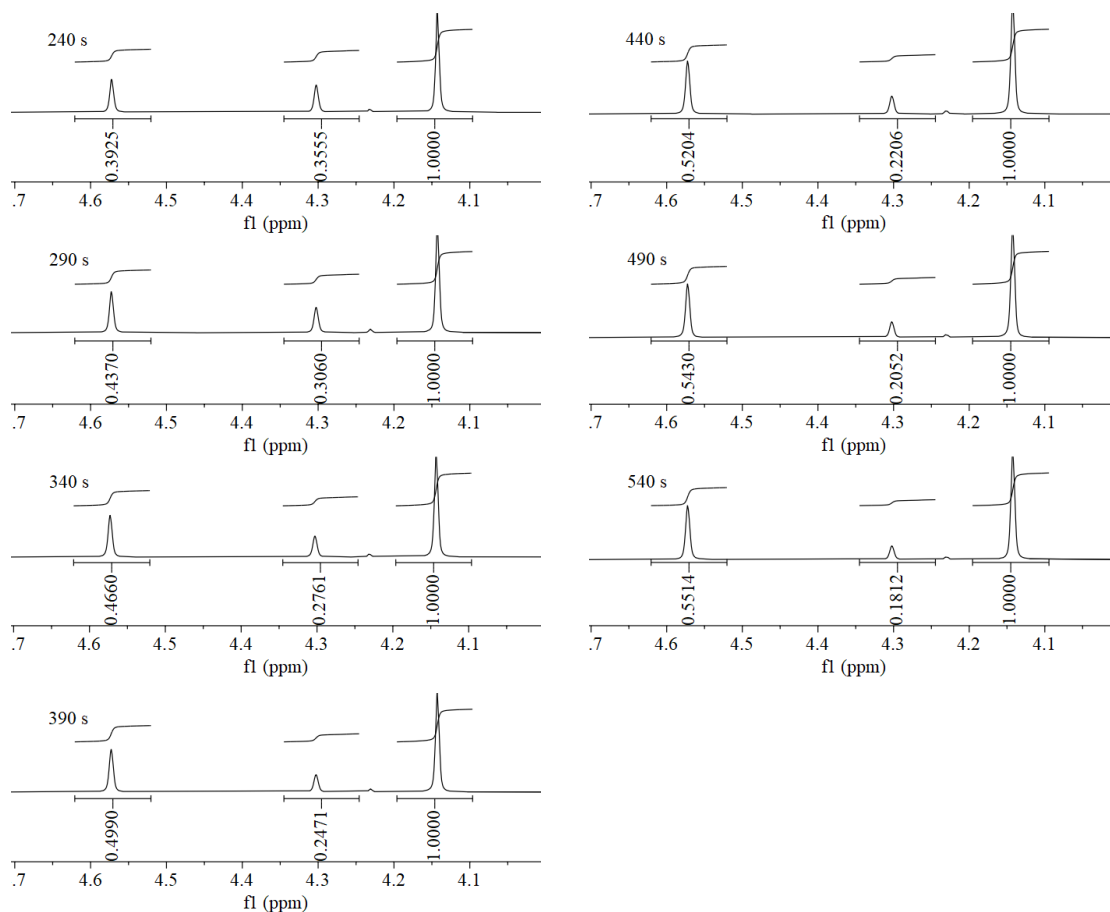 240 s
0.3925
0.3555
1.0000
.7 4.6 4.5 4.4 4.3 4.2 4.1
f1 (ppm)
290 s
0.4370
0.3060
1.0000
.7 4.6 4.5 4.4 4.3 4.2 4.1
f1 (ppm)
340 s
0.4660
0.2761
1.0000
.7 4.6 4.5 4.4 4.3 4.2 4.1
f1 (ppm)
390 s
0.4990
0.2471
1.0000
.7 4.6 4.5 4.4 4.3 4.2 4.1
f1 (ppm)
440 s
0.5204
0.2206
1.0000
.7 4.6 4.5 4.4 4.3 4.2 4.1
f1 (ppm)
490 s
0.5430
0.2052
1.0000
.7 4.6 4.5 4.4 4.3 4.2 4.1
f1 (ppm)
540 s
0.5514
0.1812
1.0000
.7 4.6 4.5 4.4 4.3 4.2 4.1
f1 (ppm)